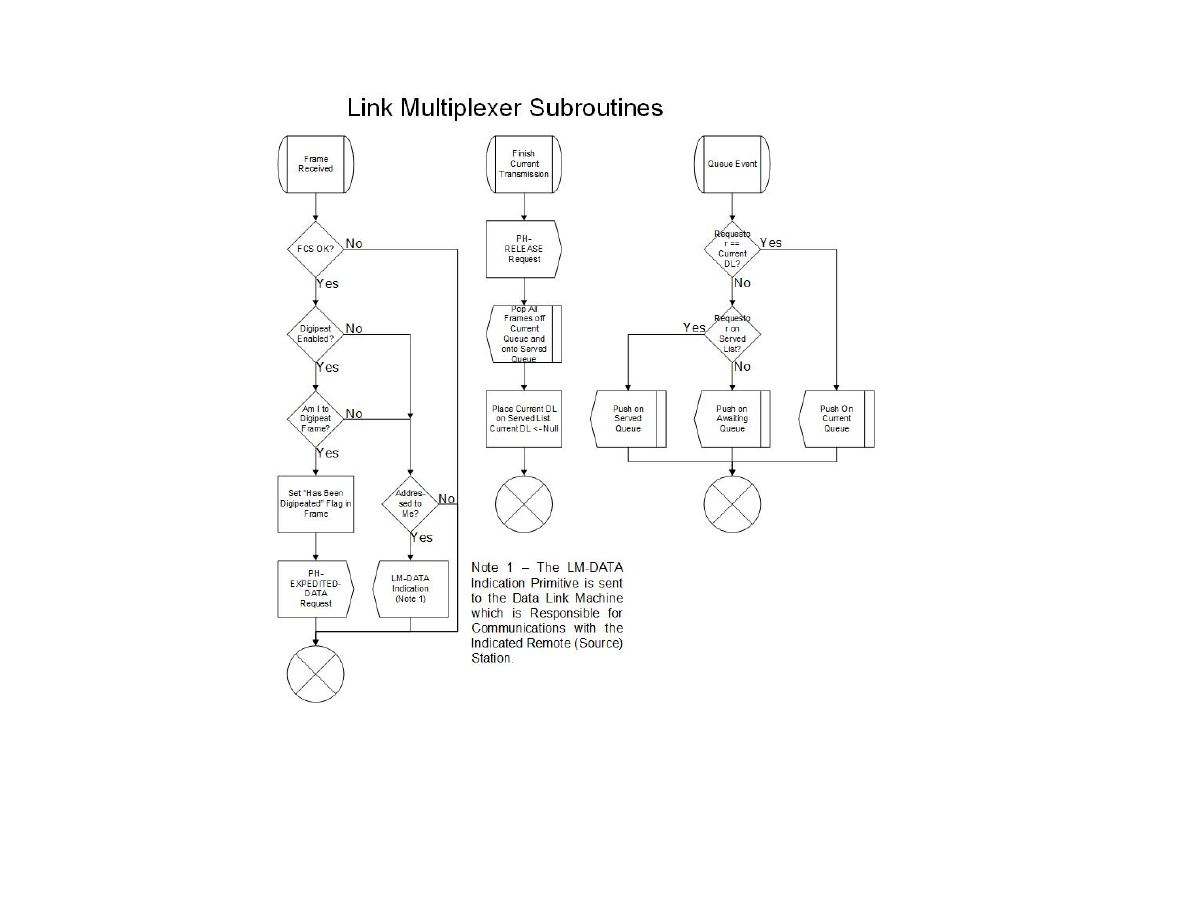 Link Multiplexer Subroutines
Frame
Received
FCS OK?
No
Yes
Digipeat
Enabled?
No
Yes
Am I to
Digipeat
Frame?
No
Yes
Set "Has Been
Digipeated" Flag in
Frame
PH-
EXPEDITED-
DATA
Request
Addres-
sed to
Me?
No
Yes
LM-DATA
Indication
(Note 1)
Finish
Current
Transmission
PH-
RELEASE
Request
Pop All
Frames off
Current
Queue and
onto Served
Queue
Place Current DL
on Served List.
Current DL <- Null
Queue Event
Requesto
r ==
Current
DL?
Yes
No
Requesto
r on
Served
List?
Yes
No
Push on
Served
Queue
Push on
Awaiting
Queue
Push On
Current
Queue
Note 1 – The LM-DATA
Indication Primitive is sent
to the Data Link Machine
which is Responsible for
Communications with the
Indicated Remote (Source)
Station.